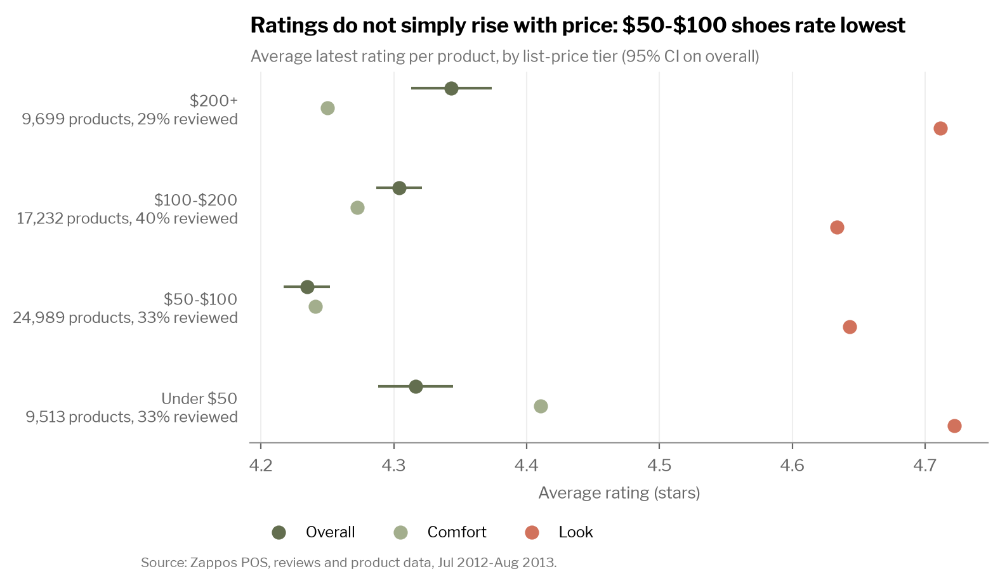 Ratings do not simply rise with price: $50-$100 shoes rate lowest
Average latest rating per product, by list-price tier (95% CI on overall)
$200+
9,699 products, 29% reviewed
$100-$200
17,232 products, 40% reviewed
$50-$100
24,989 products, 33% reviewed
Under $50
9,513 products, 33% reviewed
4.2 4.3 4.4 4.5 4.6 4.7
Average rating (stars)
Overall Comfort Look
Source: Zappos POS, reviews and product data, Jul 2012-Aug 2013.